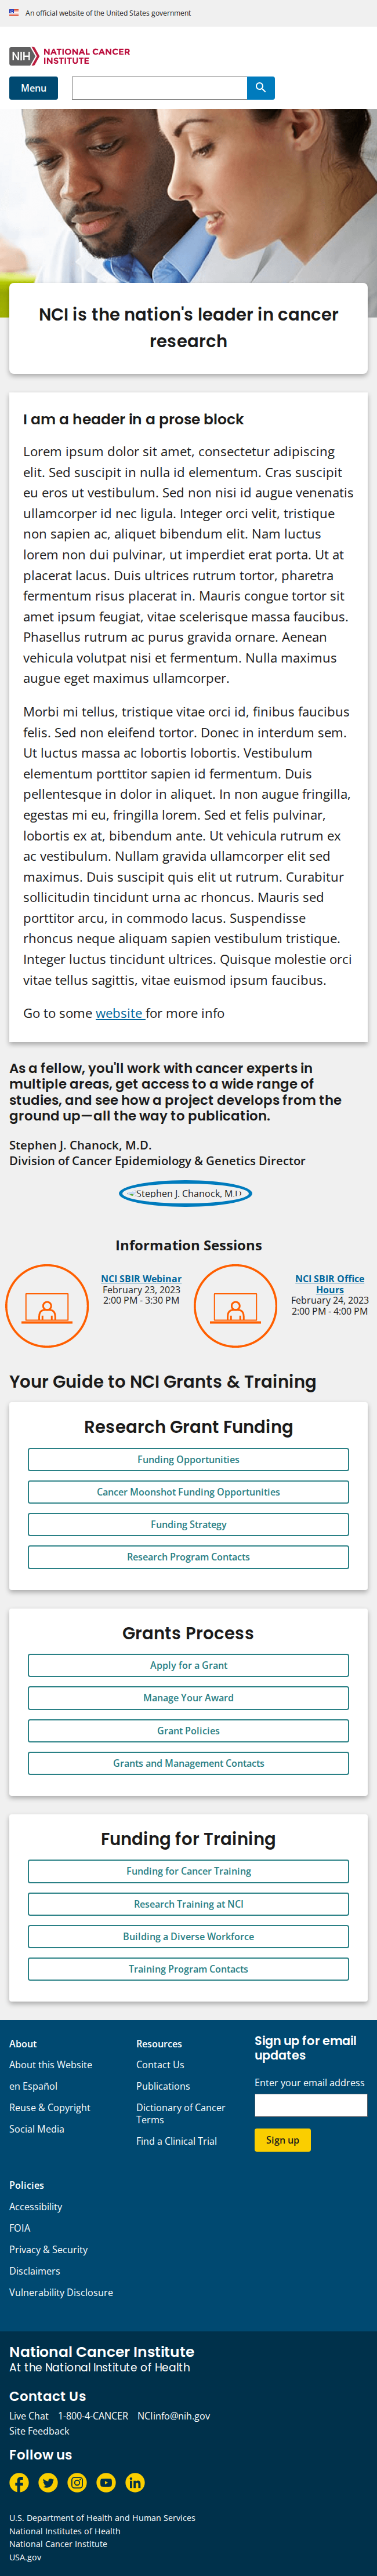 An official website of the United States government
NIH NATIONAL CANCER
INSTITUTE
Menu
NCI is the nation's leader in cancer
research
I am a header in a prose block
Lorem ipsum dolor sit amet, consectetur adipiscing
elit. Sed suscipit in nulla id elementum. Cras suscipit
eu eros ut vestibulum. Sed non nisi id augue venenatis
ullamcorper id nec ligula. Integer orci velit, tristique
non sapien ac, aliquet bibendum elit. Nam luctus
lorem non dui pulvinar, ut imperdiet erat porta. Ut at
placerat lacus. Duis ultrices rutrum tortor, pharetra
fermentum risus placerat in. Mauris congue tortor sit
amet ipsum feugiat, vitae scelerisque massa faucibus.
Phasellus rutrum ac purus gravida ornare. Aenean
vehicula volutpat nisi et fermentum. Nulla maximus
augue eget maximus ullamcorper.
Morbi mi tellus, tristique vitae orci id, finibus faucibus
felis. Sed non eleifend tortor. Donec in interdum sem.
Ut luctus massa ac lobortis lobortis. Vestibulum
elementum porttitor sapien id fermentum. Duis
pellentesque in dolor in aliquet. In non augue fringilla,
egestas mi eu, fringilla lorem. Sed et felis pulvinar,
lobortis ex at, bibendum ante. Ut vehicula rutrum ex
ac vestibulum. Nullam gravida ullamcorper elit sed
maximus. Duis suscipit quis elit ut rutrum. Curabitur
sollicitudin tincidunt urna ac rhoncus. Mauris sed
porttitor arcu, in commodo lacus. Suspendisse
rhoncus neque aliquam sapien vestibulum tristique.
Integer luctus tincidunt ultrices. Quisque molestie orci
vitae tellus sagittis, vitae euismod ipsum faucibus.
Go to some website for more info
As a fellow, you'll work with cancer experts in
multiple areas, get access to a wide range of
studies, and see how a project develops from the
ground up—all the way to publication.
Stephen J. Chanock, M.D.
Division of Cancer Epidemiology & Genetics Director
Stephen J. Chanock, M.D.
Information Sessions
NCI SBIR Webinar
February 23, 2023
2:00 PM - 3:30 PM
NCI SBIR Office
Hours
February 24, 2023
2:00 PM - 4:00 PM
Your Guide to NCI Grants & Training
Research Grant Funding
Funding Opportunities
Cancer Moonshot Funding Opportunities
Funding Strategy
Research Program Contacts
Grants Process
Apply for a Grant
Manage Your Award
Grant Policies
Grants and Management Contacts
Funding for Training
Funding for Cancer Training
Research Training at NCI
Building a Diverse Workforce
Training Program Contacts
About
About this Website
en Español
Reuse & Copyright
Social Media
Resources
Contact Us
Publications
Dictionary of Cancer
Terms
Find a Clinical Trial
Sign up for email
updates
Enter your email address
Sign up
Policies
Accessibility
FOIA
Privacy & Security
Disclaimers
Vulnerability Disclosure
National Cancer Institute
At the National Institute of Health
Contact Us
Live Chat 1-800-4-CANCER NCIinfo@nih.gov
Site Feedback
Follow us
U.S. Department of Health and Human Services
National Institutes of Health
National Cancer Institute
USA.gov